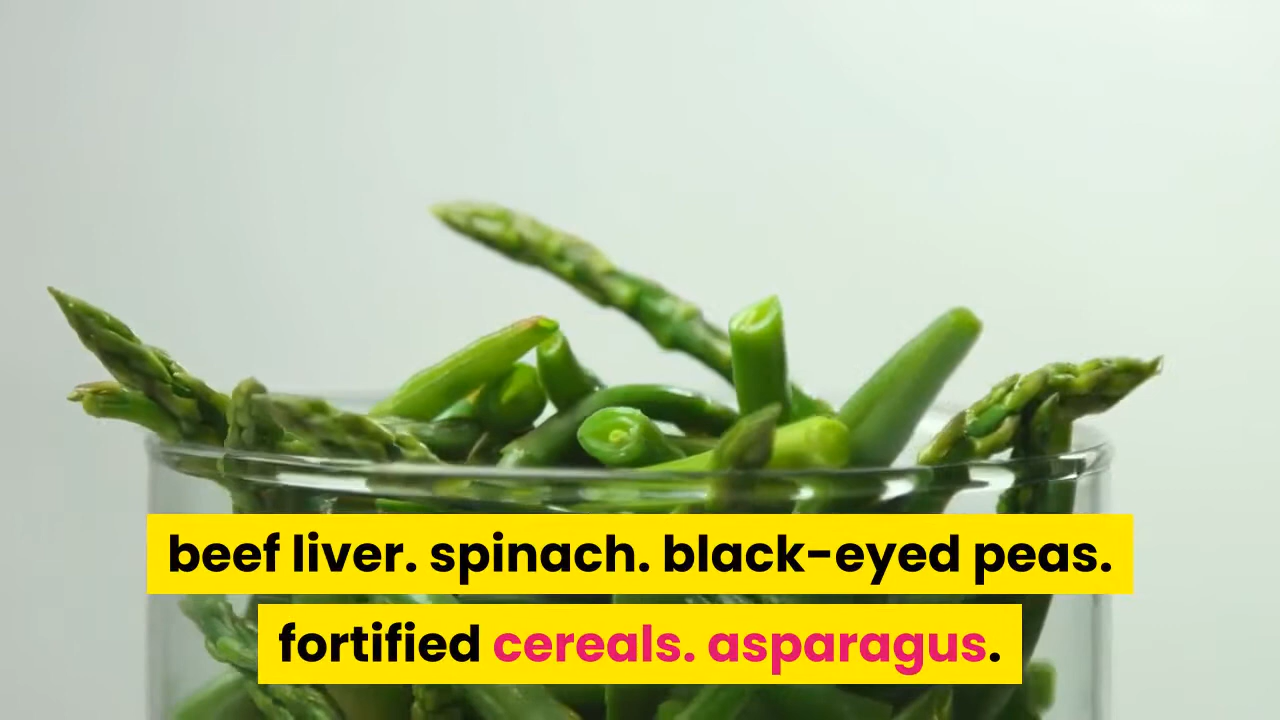 beef liver. spinach. black-eyed peas.
fortified cereals. asparagus.